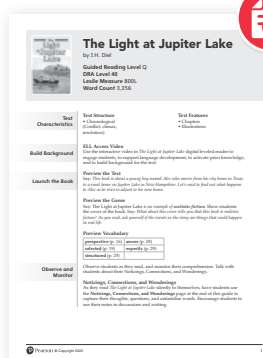 The Light
at Jupiter
Lake
The Light at Jupiter Lake
by J.H. Diel
Guided Reading Level Q
DRA Level 40
Lexile Measure 800L
Word Count 3,356
Text
Characteristics
Text Structure
• Chronological
(Conflict, climax,
resolution)
Text Features
• Chapters
• Illustrations
Build Background
ELL Access Video
Use the interactive video in The Light at Jupiter Lake digital leveled reader to
engage students, to support language development, to activate prior knowledge,
and to build background for the text.
Launch the Book
Preview the Text
Say: This book is about a young boy named Alex who moves from his city home in Texas
to a rural home on Jupiter Lake in New Hampshire. Let's read to find out what happens
to Alex as he tries to adjust to his new home.
Preview the Genre
Say: The Light at Jupiter Lake is an example of realistic fiction. Show students
the cover of the book. Say: What about this cover tells you that this book is realistic
fiction? As you read, ask yourself if the events in the story are things that could happen
in real life.
Preview Vocabulary
perspective (p. 16) access (p. 28)
selected (p. 19) expertly (p. 29)
structured (p. 25)
Observe and
Monitor
Observe students as they read, and monitor their comprehension. Talk with
students about their Noticings, Connections, and Wonderings.
Noticings, Connections, and Wonderings
As they read The Light at Jupiter Lake silently to themselves, have students use
the Noticings, Connections, and Wonderings page at the end of this guide to
capture their thoughts, questions, and unfamiliar words. Encourage students to
use their notes in discussions and writing.
Pearson © Copyright 2020
1